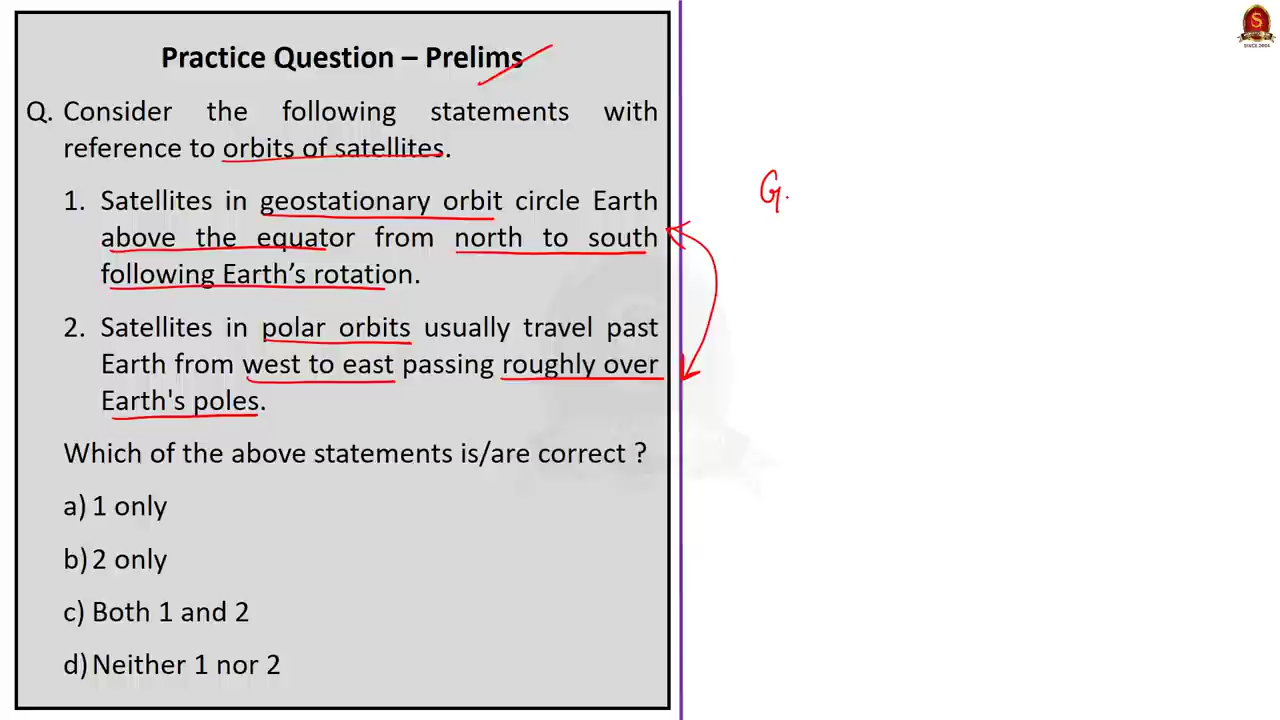 Practice Question – Prelims
Q. Consider the following statements with
reference to orbits of satellites.
1. Satellites in geostationary orbit circle Earth
above the equator from north to south
following Earth’s rotation.
2. Satellites in polar orbits usually travel past
Earth from west to east passing roughly over
Earth's poles.
Which of the above statements is/are correct ?
a) 1 only
b) 2 only
c) Both 1 and 2
d) Neither 1 nor 2
G.
S
SINCE 2004